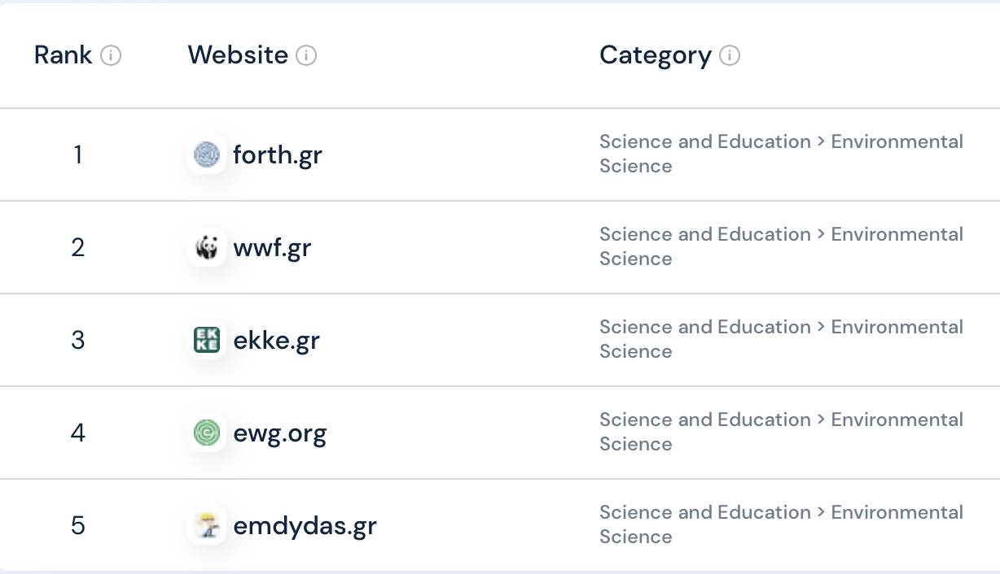 Rank Website Category
1 forth.gr Science and Education > Environmental
Science
2 wwf.gr Science and Education > Environmental
Science
EK
KE
3 ekke.gr Science and Education > Environmental
Science
4 ewg.org Science and Education > Environmental
Science
5 emdydas.gr Science and Education > Environmental
Science